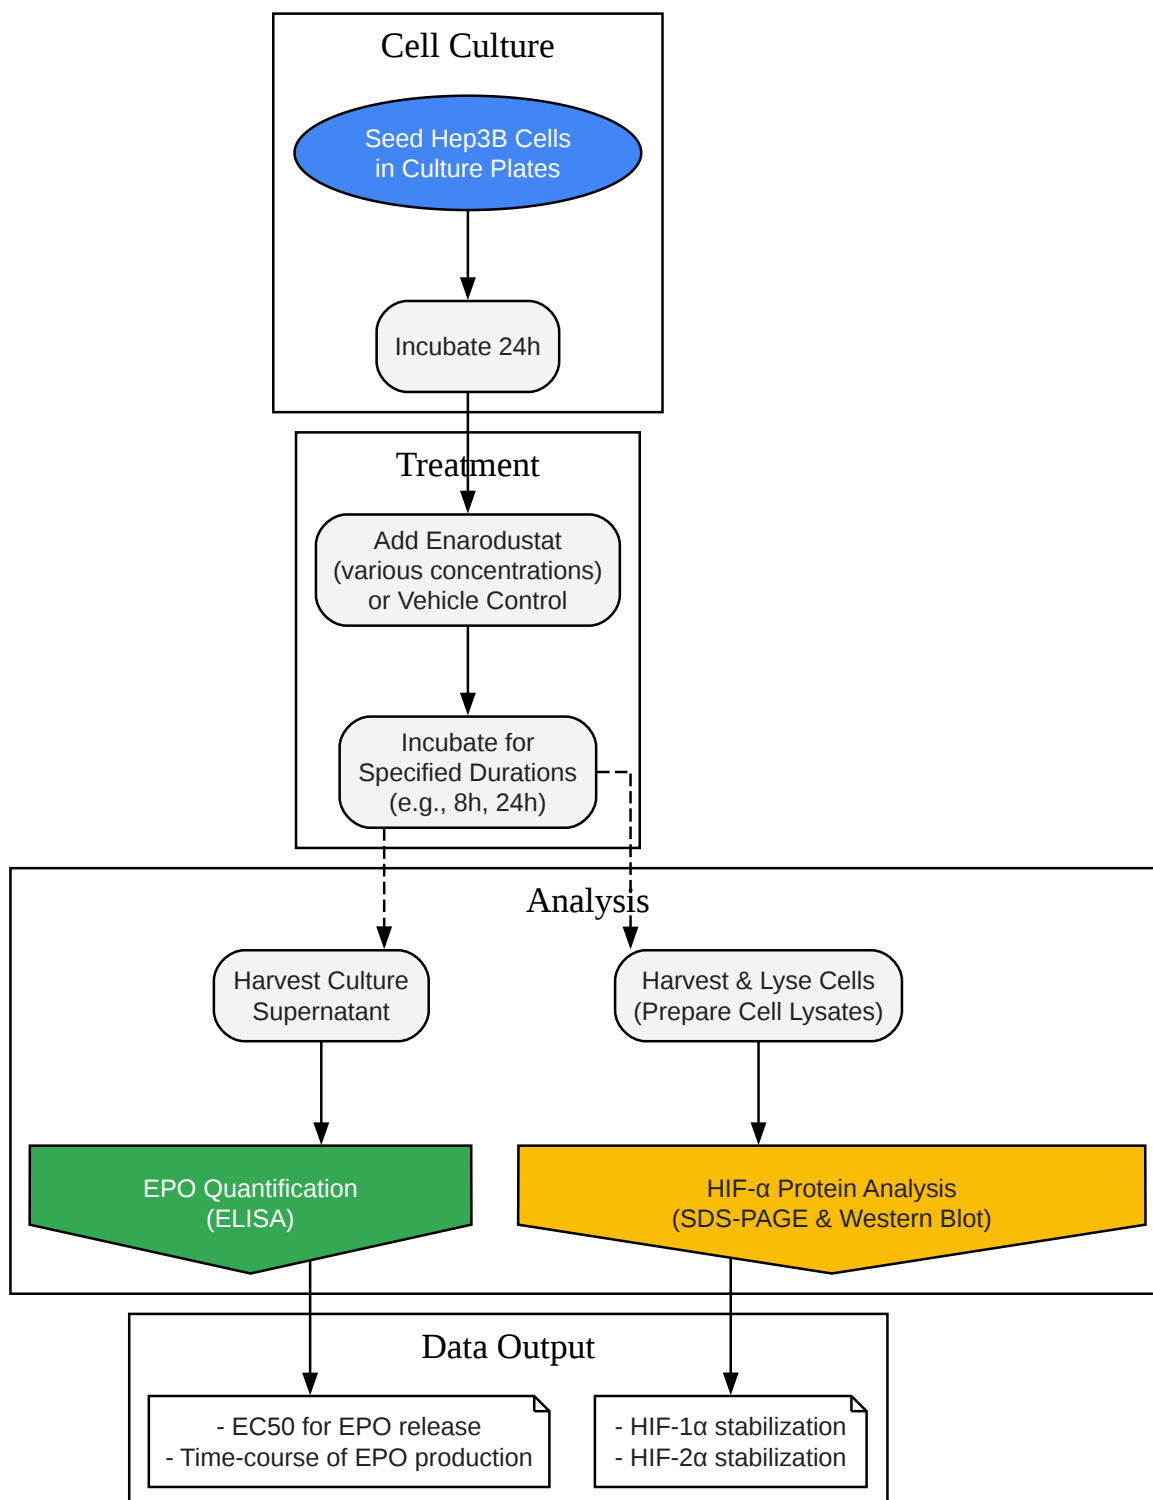 Cell Culture
Seed Hep3B Cells
in Culture Plates
Incubate 24h
Treatment
Add Enarodustat
(various concentrations)
or Vehicle Control
Incubate for
Specified Durations
(e.g., 8h, 24h)
Analysis
Harvest Culture
Supernatant
Harvest & Lyse Cells
(Prepare Cell Lysates)
EPO Quantification
(ELISA)
HIF-α Protein Analysis
(SDS-PAGE & Western Blot)
Data Output
- EC50 for EPO release
- Time-course of EPO production
- HIF-1α stabilization
- HIF-2α stabilization